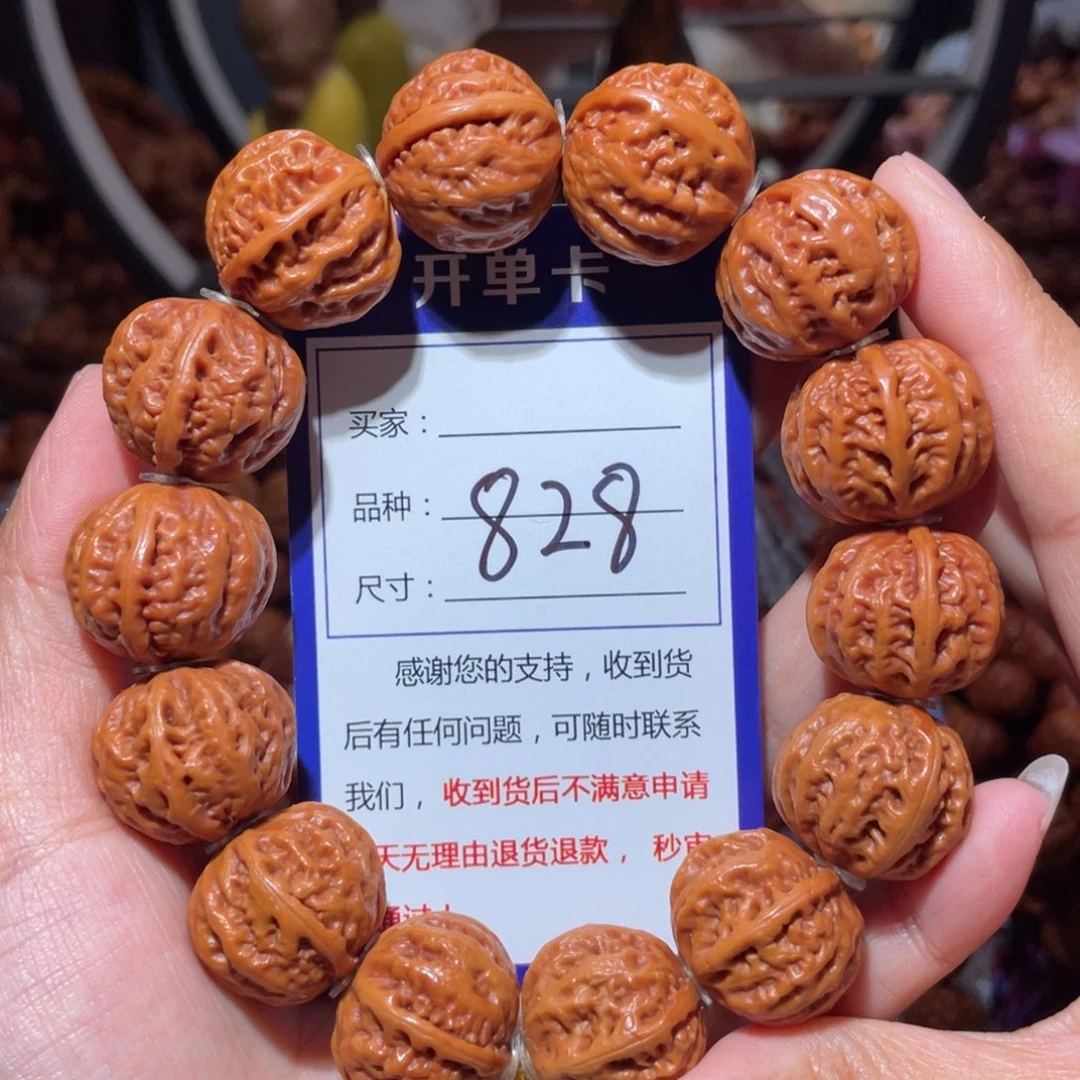 开单卡
买家：
品种：828
尺寸：
感谢您的支持，收到货
后有任何问题，可随时联系
我们，收到货后不满意申请
天无理由退货退款，秒审
通过！